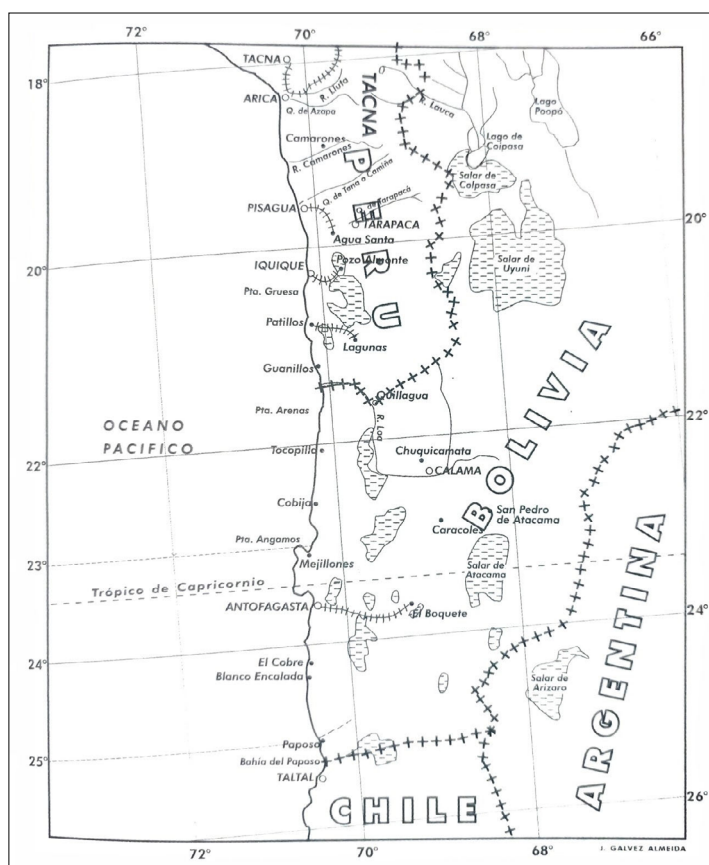 72°
70°
68°
66°
TACNA
18°
ARICA
R. Lluta
TACNA
R. Lauca
Lago Poopó
Q. de Azapa
Camarones
R. Camarones
Lago de Coipasa
Salar de Coipasa
Q. de Tana o Camiña
PERU
PISAGUA
Q. de Tarapacá
TARAPACA
20°
Agua Santa
Pozo Almonte
Salar de Uyuni
20°
IQUIQUE
Pta. Gruesa
Patillos
Lagunas
Guanillos
BOLIVIA
Quillagua
Pta. Arenas
R. Loa
22°
OCEANO
PACIFICO
Tocopilla
Chuquicamata
CALAMA
22°
Cobija
San Pedro
de Atacama
Caracoles
Pta. Angamos
23°
Mejillones
Trópico de Capricornio
Salar de
Atacama
ARGENTINA
ANTOFAGASTA
El Boquete
24°
24°
El Cobre
Blanco Encalada
Salar de
Arizaro
Paposo
Bahia del Paposo
25°
TALTAL
26°
CHILE
72°
70°
68°
J. GALVEZ ALMEIDA